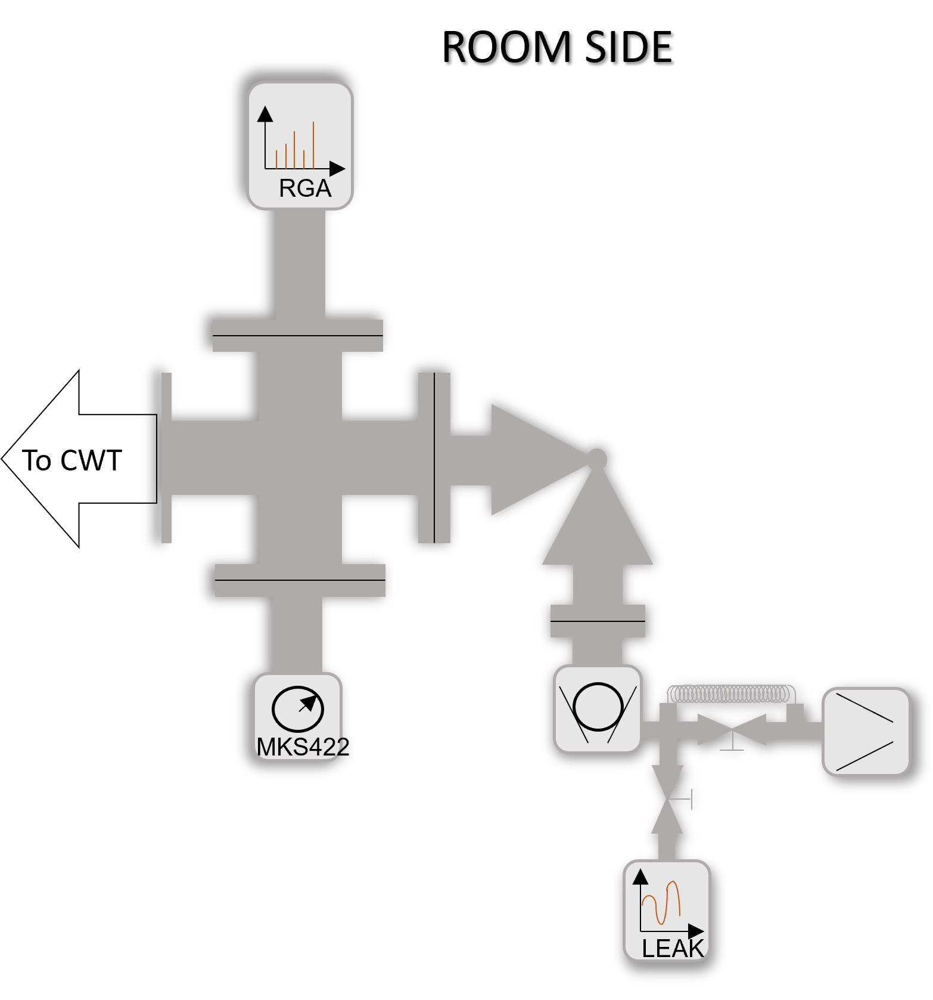 ROOM SIDE
RGA
To CWT
MKS422
LEAK